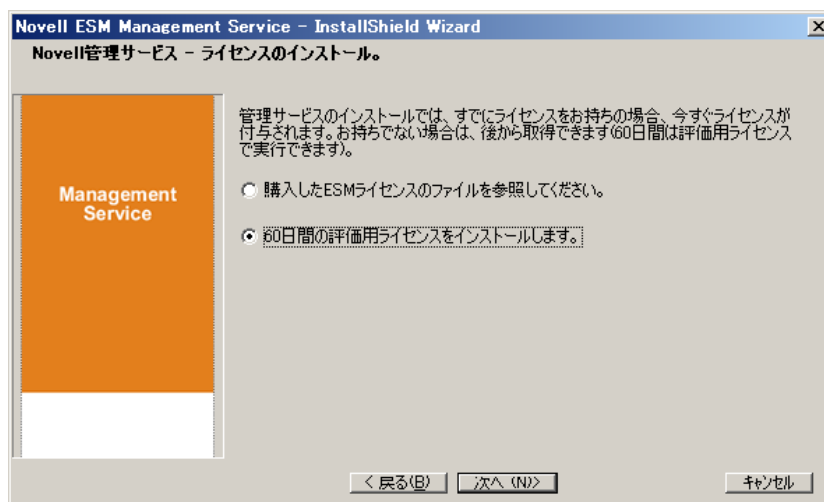 Novell ESM Management Service - InstallShield Wizard
Novell管理サービス - ライセンスのインストール。
管理サービスのインストールでは、すでにライセンスをお持ちの場合、今すぐライセンスが
付与されます。お持ちでない場合は、後から取得できます(60日間は評価用ライセンス
で実行できます)。
購入したESMライセンスのファイルを参照してください。
60日間の評価用ライセンスをインストールします。
Management
Service
< 戻る(B)
次へ (N)>
キャンセル